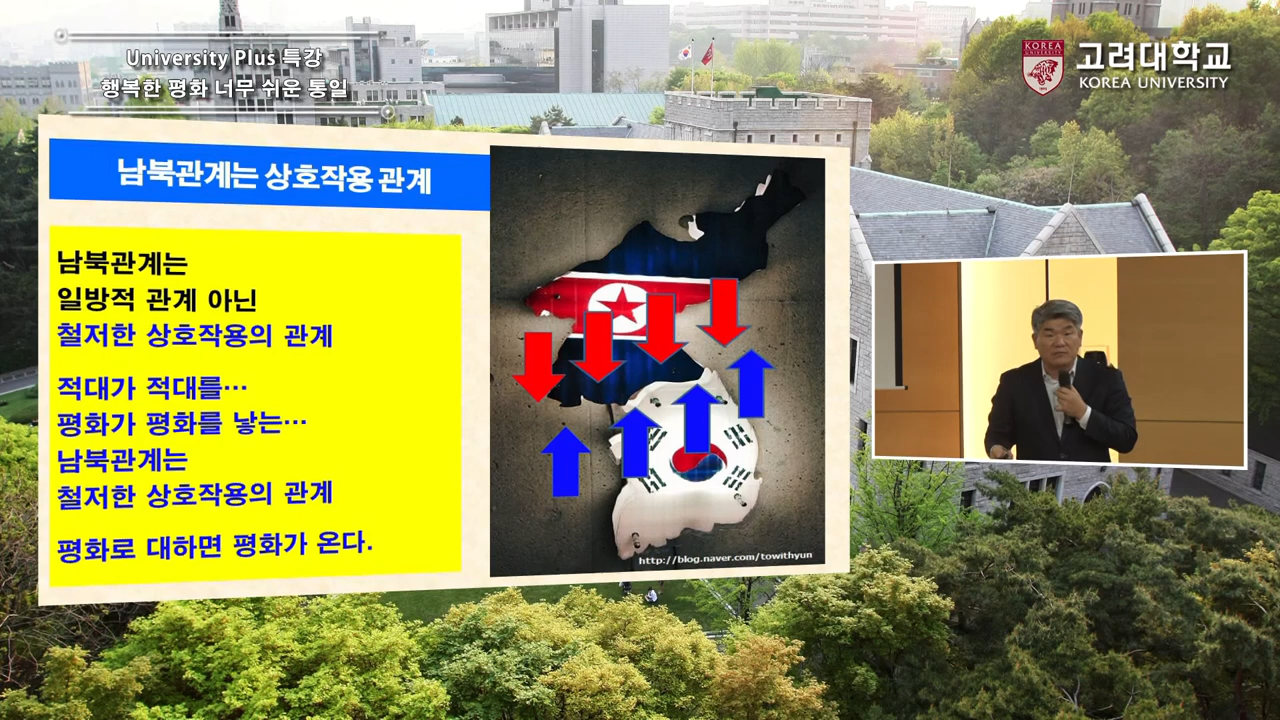 University Plus 특강
행복한 평화 너무 쉬운 통일
KOREA
UNIVERSITY
고려대학교
KOREA UNIVERSITY
남북관계는 상호작용 관계
남북관계는
일방적 관계 아닌
철저한 상호작용의 관계
적대가 적대를…
평화가 평화를 낳는…
남북관계는
철저한 상호작용의 관계
평화로 대하면 평화가 온다.
http://blog.naver.com/towithyun